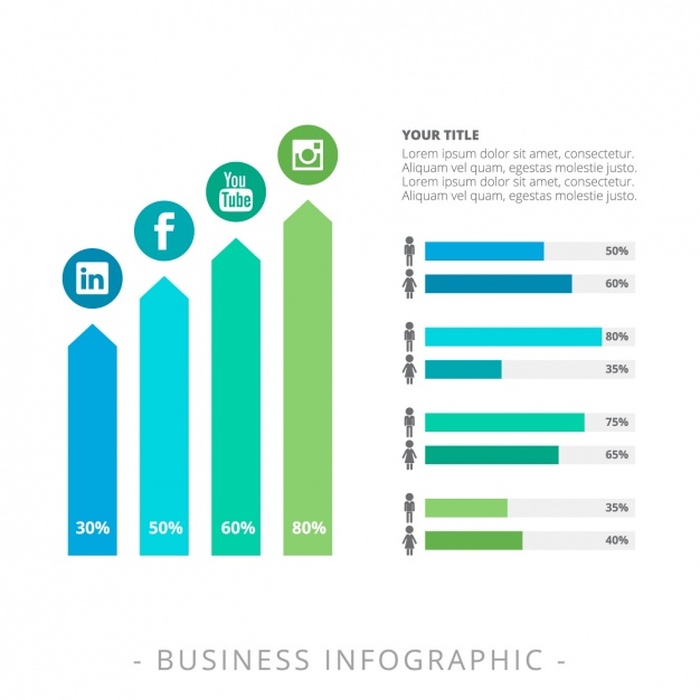 in
f
You
Tube
30%
50%
60%
80%
YOUR TITLE
Lorem ipsum dolor sit amet, consectetur.
Aliquam vel quam, egestas molestie justo.
Lorem ipsum dolor sit amet, consectetur.
Aliquam vel quam, egestas molestie justo.
50%
60%
80%
35%
75%
65%
35%
40%
- BUSINESS INFOGRAPHIC -